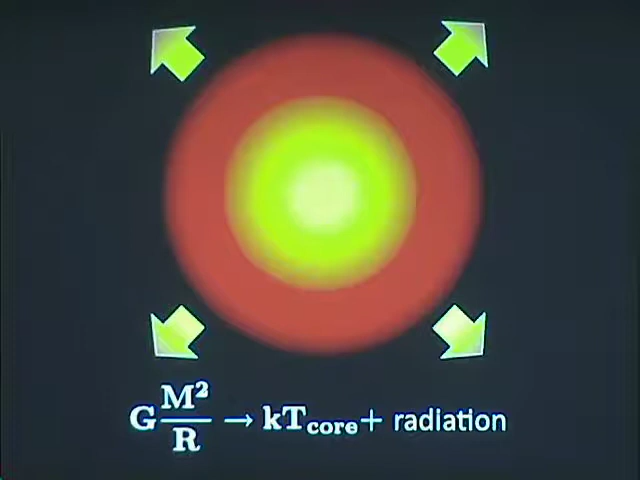 G M²/R → kT_core + radiation